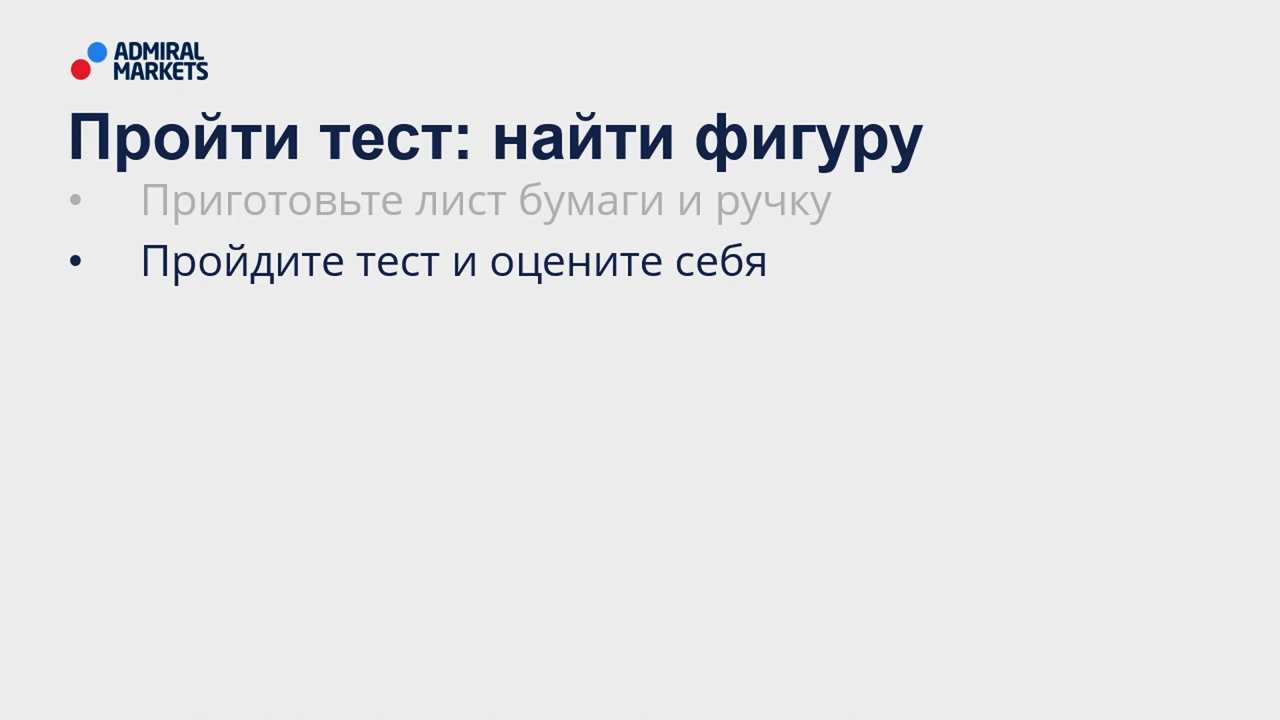 ADMIRAL
MARKETS
Пройти тест: найти фигуру
• Приготовьте лист бумаги и ручку
• Пройдите тест и оцените себя